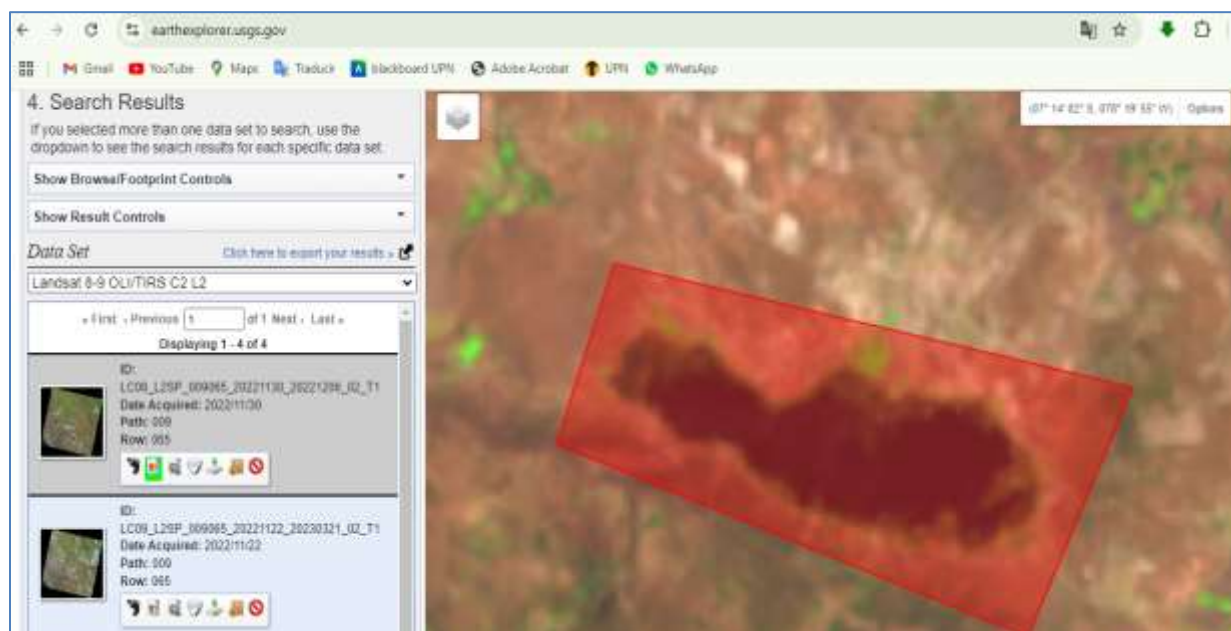 earthexplorer.usgs.gov
Gmail YouTube Maps Traducir blackboard UPN Adobe Acrobat UPN WhatsApp
4. Search Results
If you selected more than one data set to search, use the
dropdown to see the search results for each specific data set.
Show Browse/Footprint Controls
Show Result Controls
Data Set Click here to export your results »
Landsat 8-9 OLI/TIRS C2 L2
« First ‹ Previous 1 of 1 Next › Last »
Displaying 1 - 4 of 4
ID:
LC08_L2SP_009065_20221130_20221206_02_T1
Date Acquired: 2022/11/30
Path: 009
Row: 065
ID:
LC09_L2SP_009065_20221122_20230321_02_T1
Date Acquired: 2022/11/22
Path: 009
Row: 065
Options